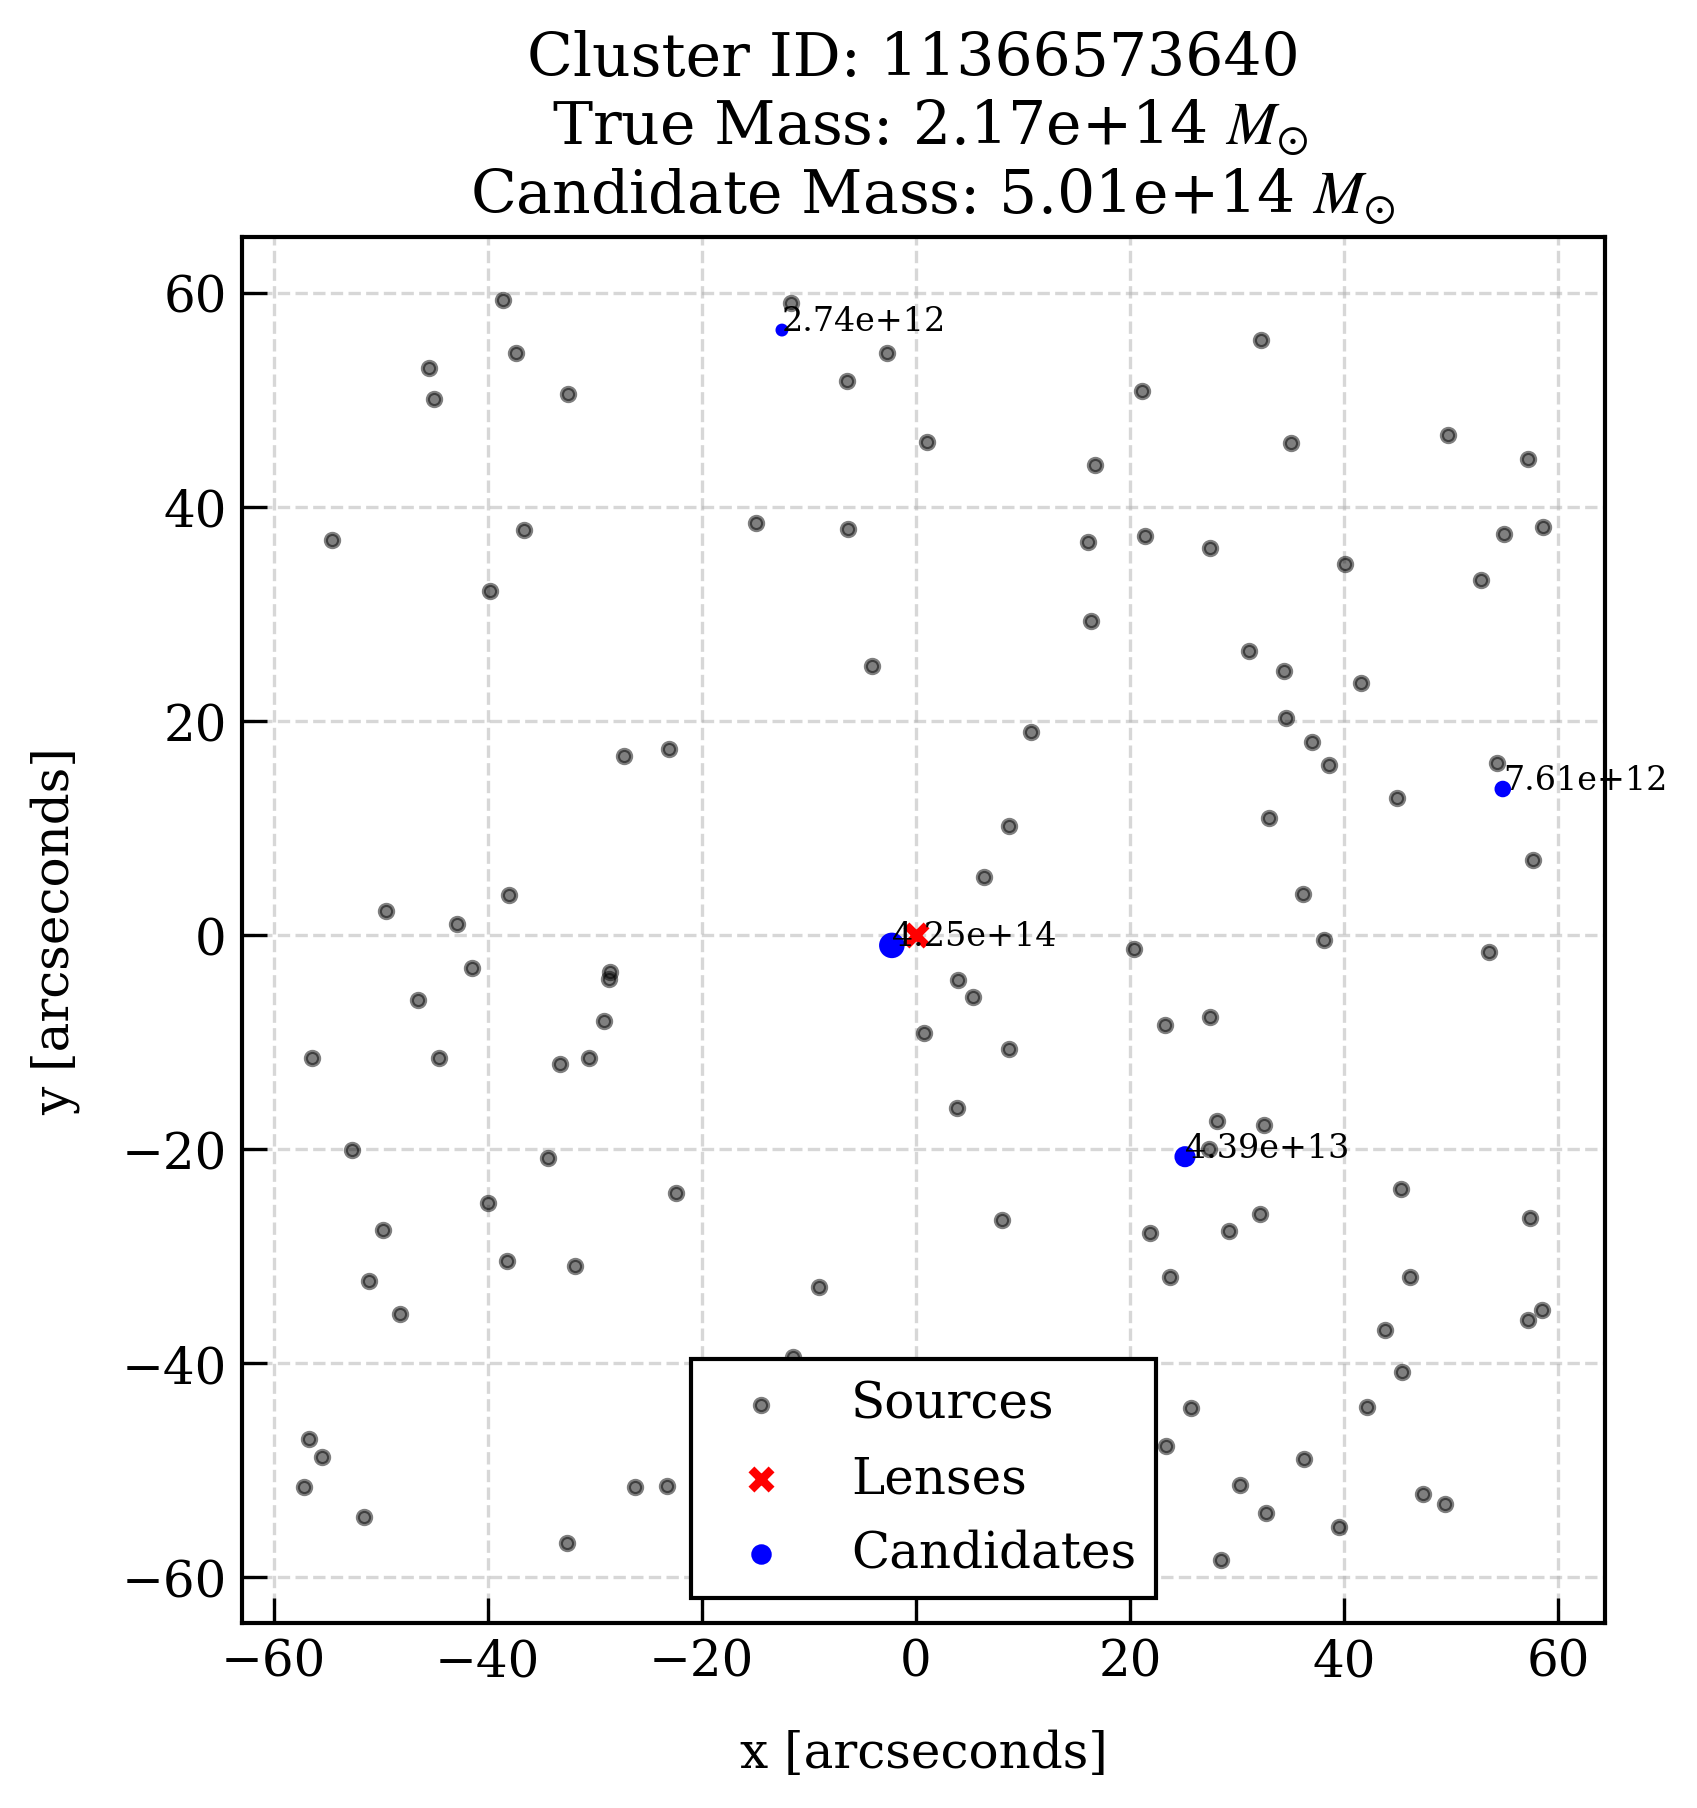 Cluster ID: 11366573640
True Mass: 2.17e+14 M⊙
Candidate Mass: 5.01e+14 M⊙
60
2.74e+12
40
20
7.61e+12
0
4.25e+14
−20
4.39e+13
−40
−60
y [arcseconds]
Sources
Lenses
Candidates
−60 −40 −20 0 20 40 60
x [arcseconds]